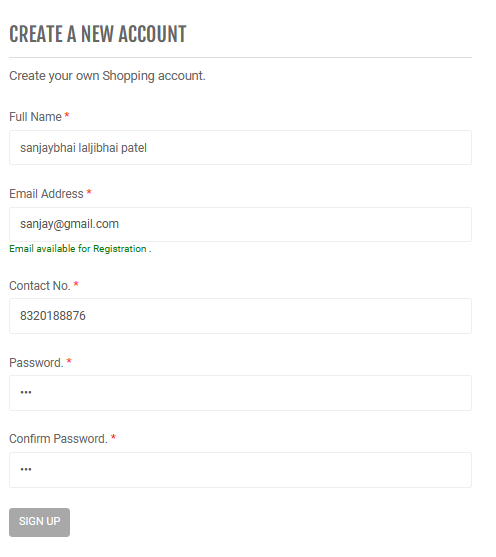 CREATE A NEW ACCOUNT
Create your own Shopping account.
Full Name *
sanjaybhai laljibhai patel
Email Address *
sanjay@gmail.com
Email available for Registration .
Contact No. *
8320188876
Password. *
•••
Confirm Password. *
•••
SIGN UP